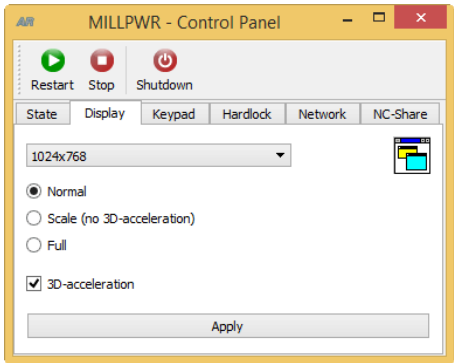 AR MILLPWR - Control Panel
Restart Stop Shutdown
State Display Keypad Hardlock Network NC-Share
1024x768
Normal
Scale (no 3D-acceleration)
Full
3D-acceleration
Apply